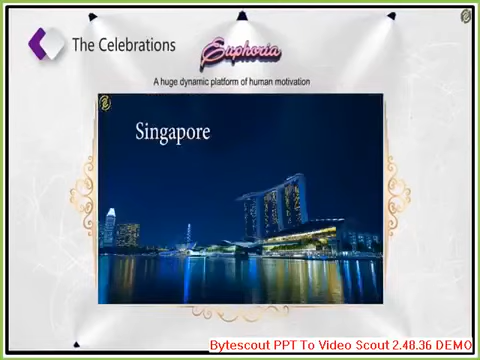 The Celebrations
Euphoria
A huge dynamic platform of human motivation
Singapore
Bytescout PPT To Video Scout 2.48.36 DEMO